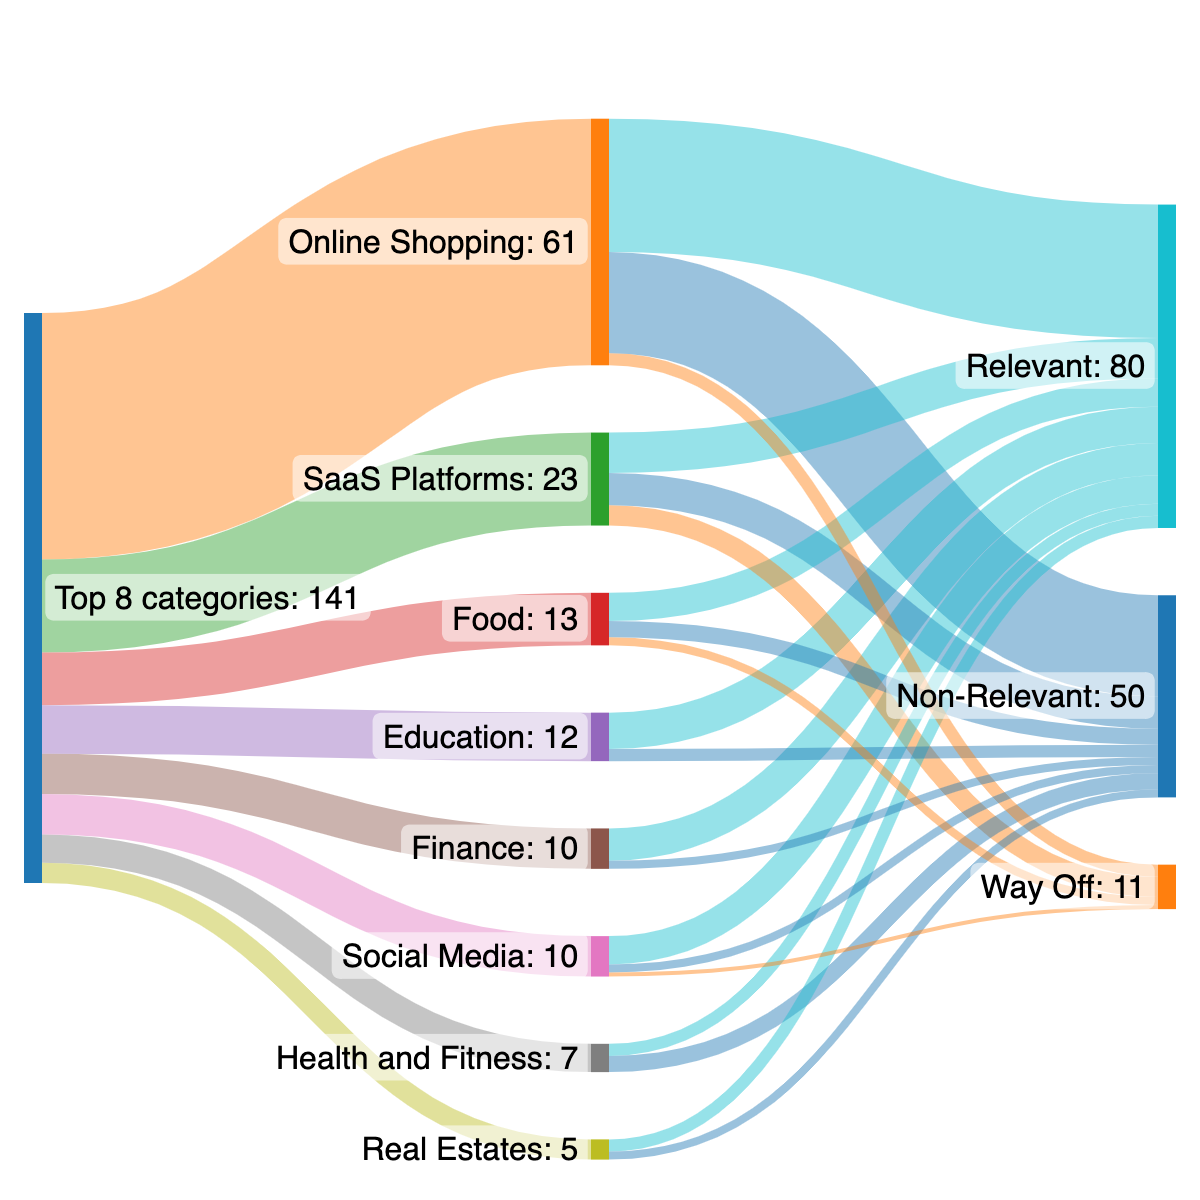 Online Shopping: 61
Relevant: 80
SaaS Platforms: 23
Top 8 categories: 141
Food: 13
Non-Relevant: 50
Education: 12
Finance: 10
Way Off: 11
Social Media: 10
Health and Fitness: 7
Real Estates: 5